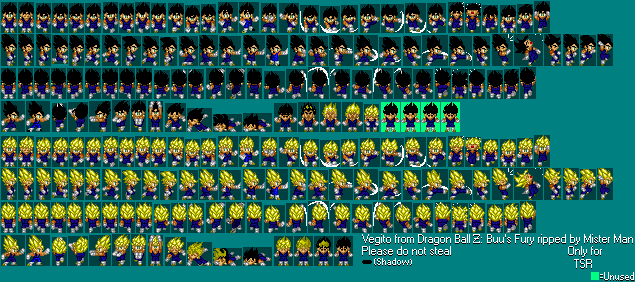 Vegito from Dragon Ball Z: Buu's Fury ripped by Mister Man
Please do not steal
Only for
(Shadow)
TSR
=Unused